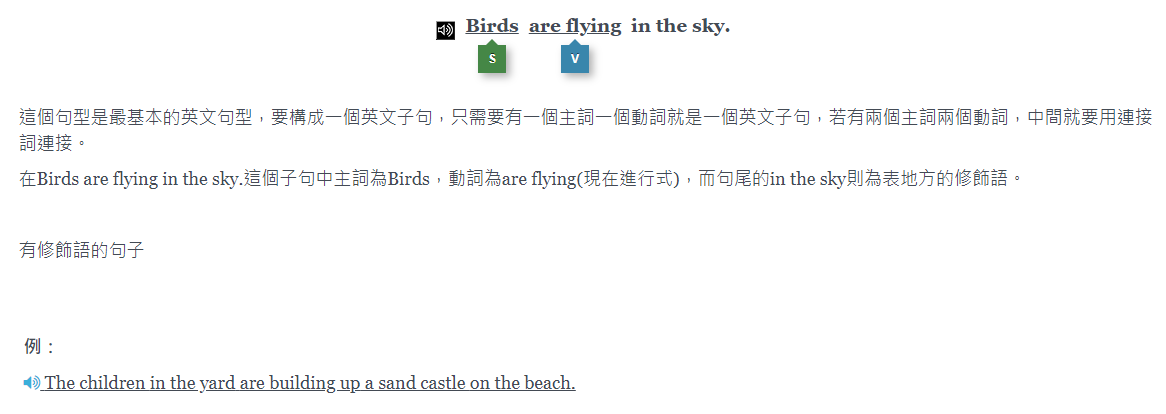 Birds are flying in the sky.
S V
這個句型是最基本的英文句型，要構成一個英文子句，只需要有一個主詞一個動詞就是一個英文子句，若有兩個主詞兩個動詞，中間就要用連接
詞連接。
在Birds are flying in the sky.這個子句中主詞為Birds，動詞為are flying(現在進行式)，而句尾的in the sky則為表地方的修飾語。
有修飾語的句子
例：
The children in the yard are building up a sand castle on the beach.